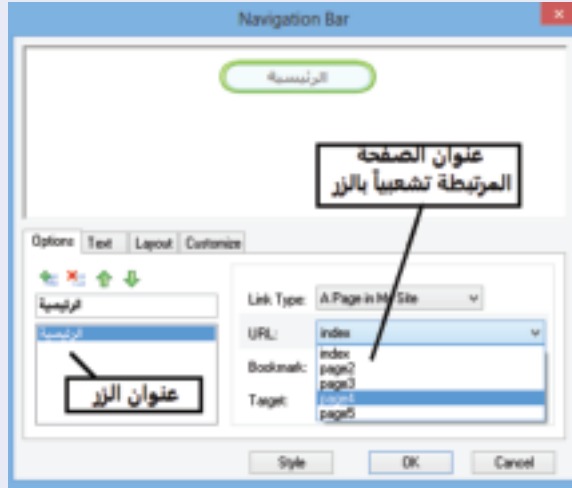 Navigation Bar
الرئيسية
عنوان الصفحة
المرتبطة تشعبياً بالزر
Options Text Layout Customize
الرئيسية
الرئيسية
عنوان الزر
Link Type: A Page in My Site
URL: index
index
Bookmark: page2
page3
Target: page4
page5
Style OK Cancel